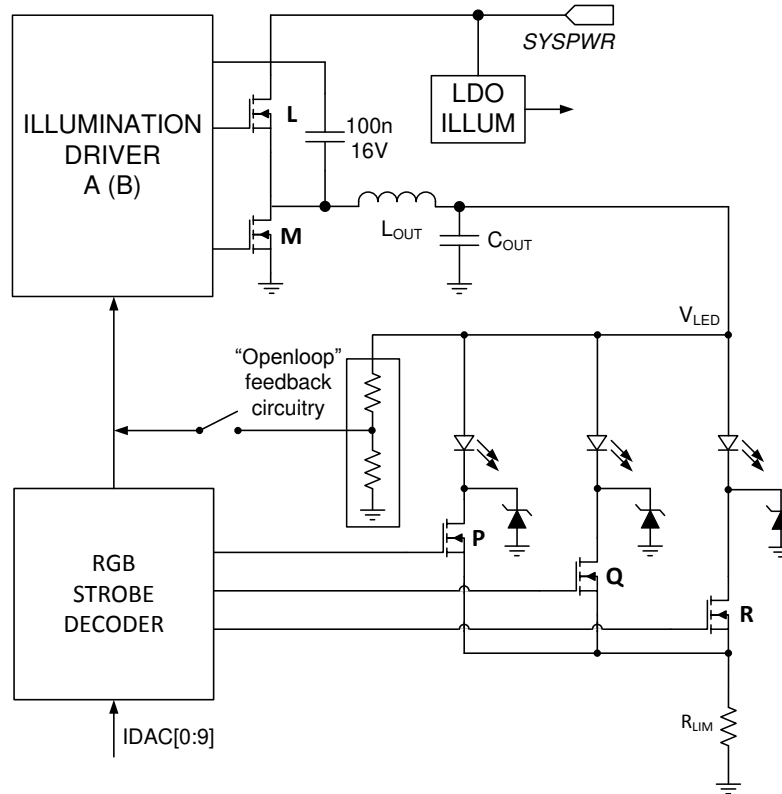 SYSPWR
ILLUMINATION
DRIVER
A (B)
L
100n
16V
LDO
ILLUM
M
LOUT
COUT
VLED
“Openloop”
feedback
circuitry
P
Q
R
RGB
STROBE
DECODER
RLIM
IDAC[0:9]